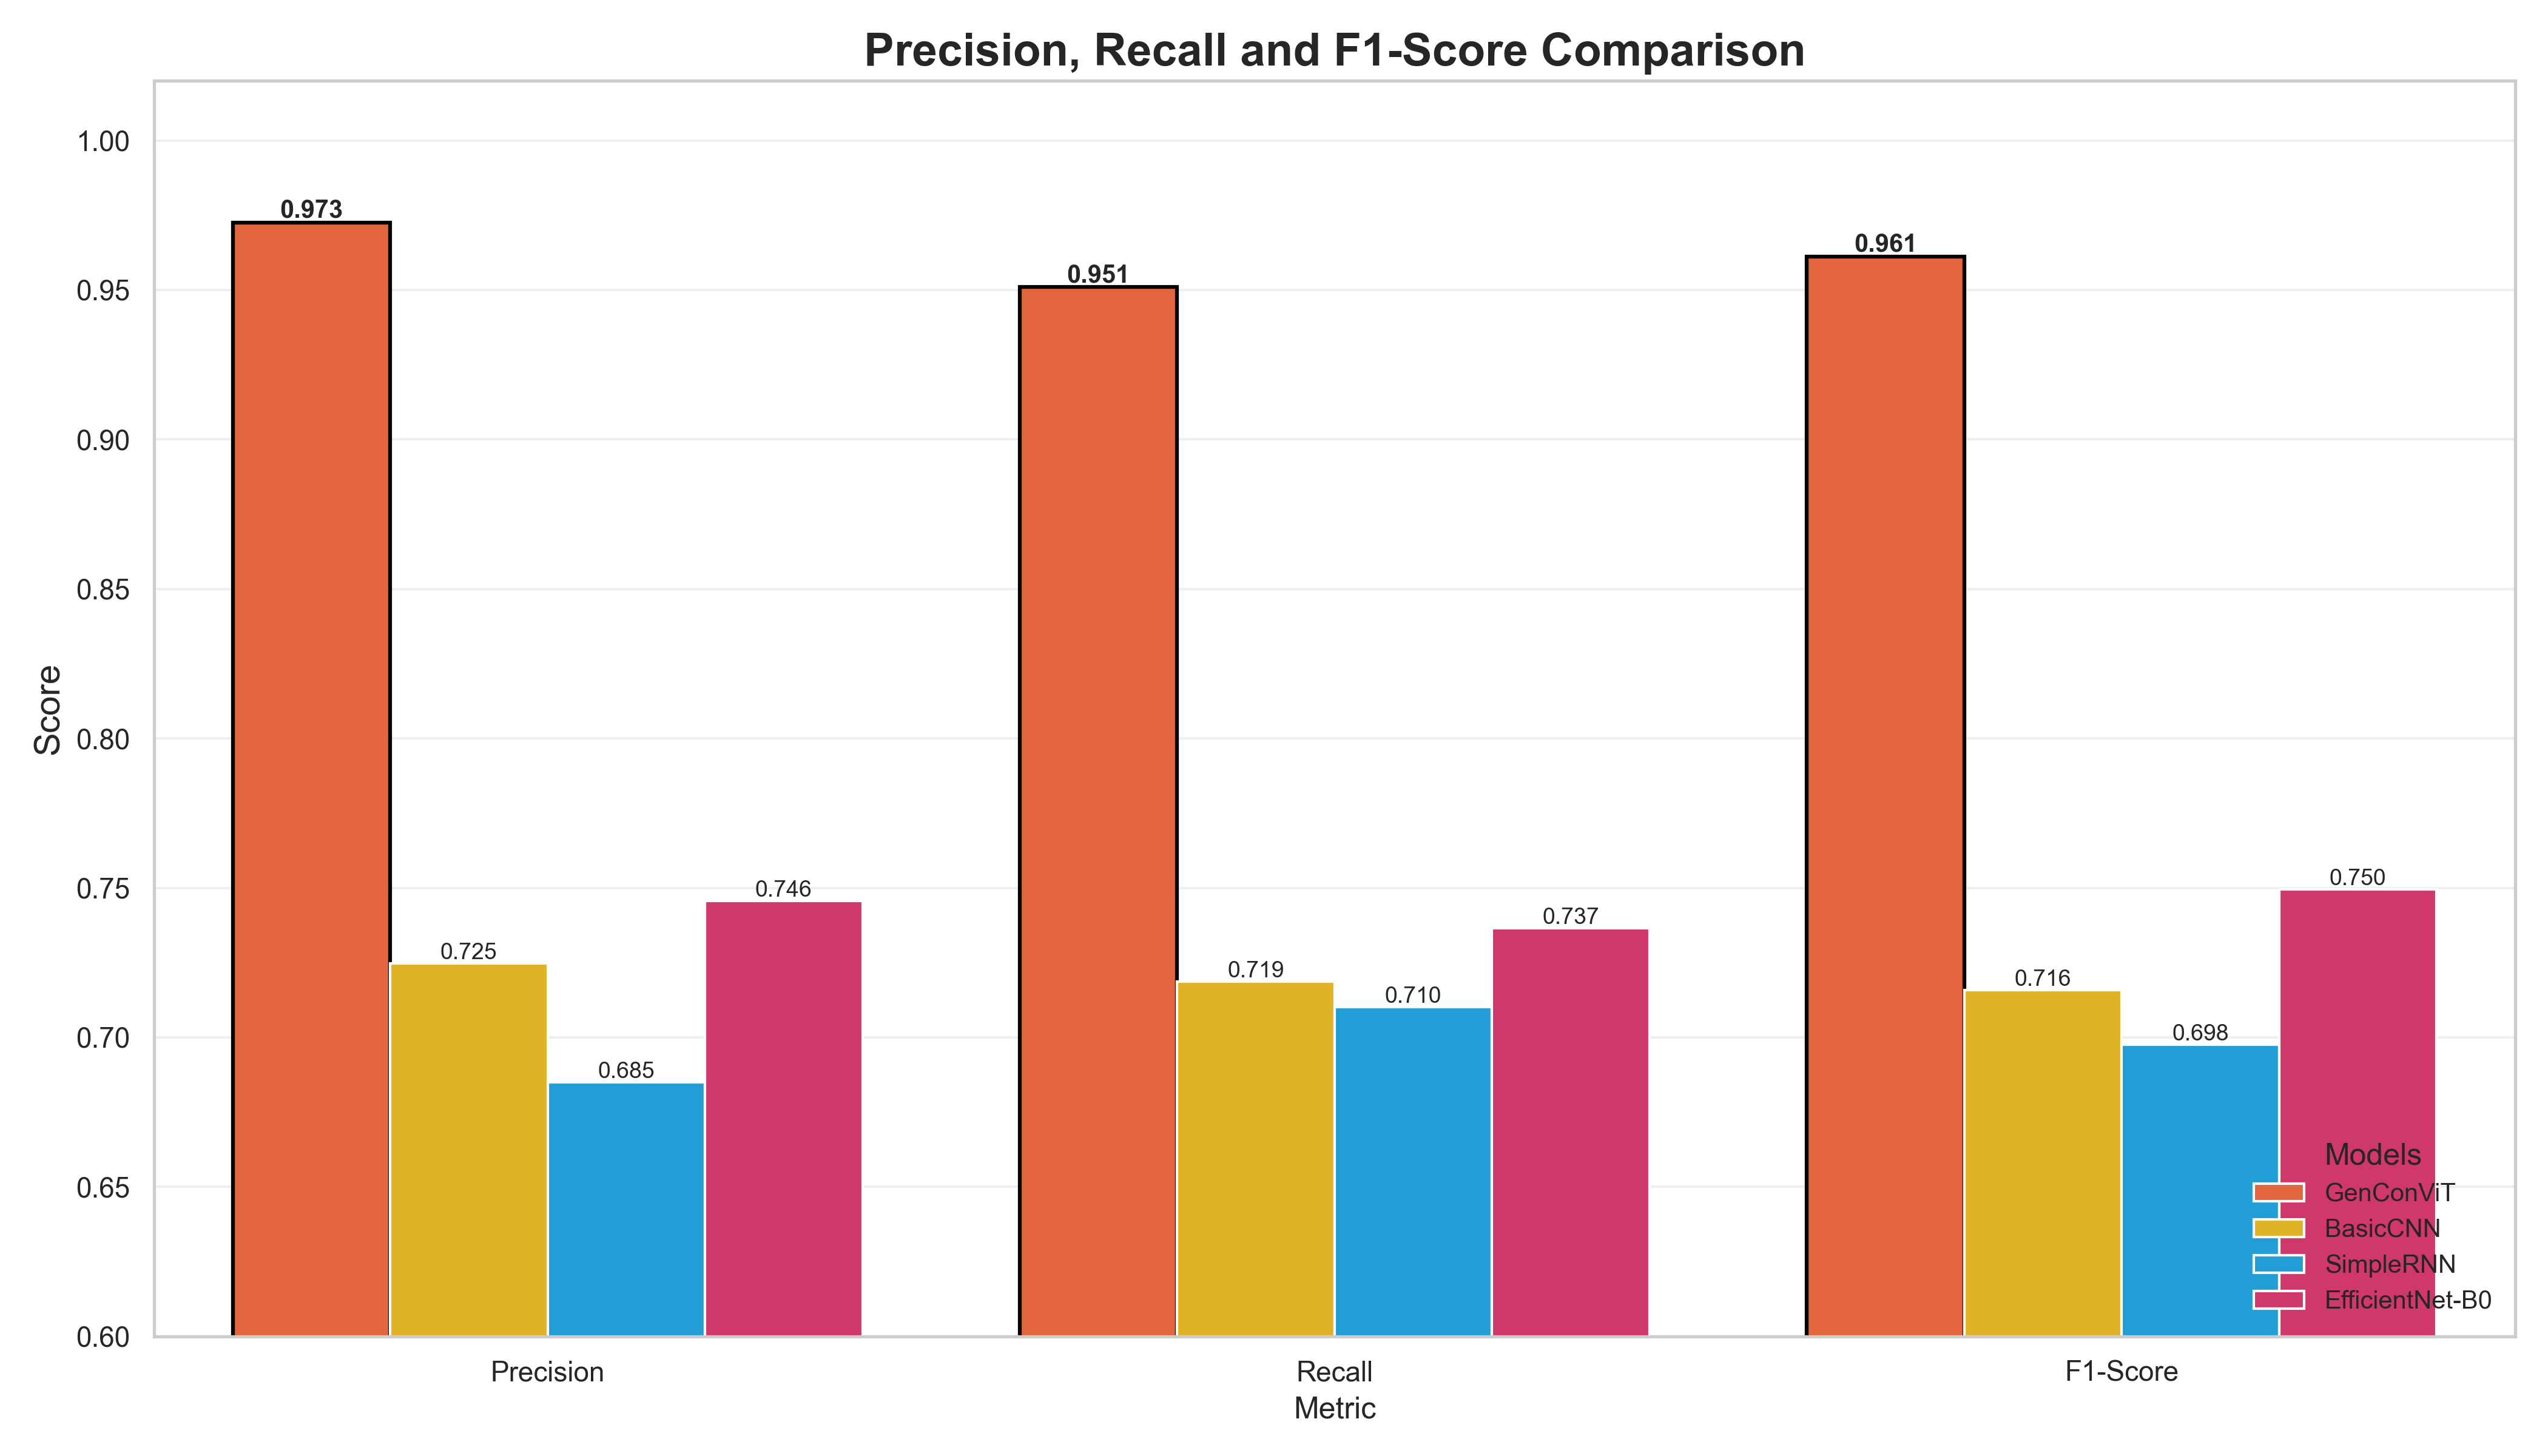 Precision, Recall and F1-Score Comparison
Score
1.00
0.95
0.90
0.85
0.80
0.75
0.70
0.65
0.60
0.973
0.725
0.685
0.746
0.951
0.719
0.710
0.737
0.961
0.716
0.698
0.750
Models
GenConViT
BasicCNN
SimpleRNN
EfficientNet-B0
Precision
Recall
F1-Score
Metric